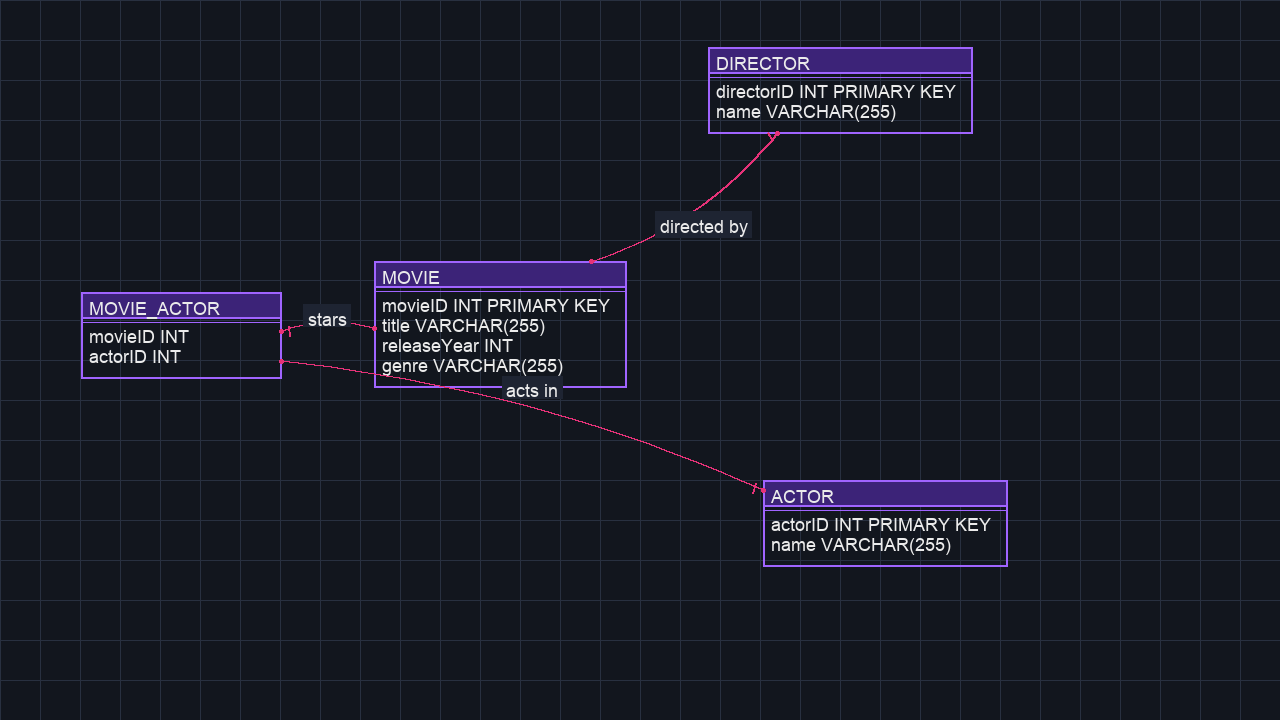 DIRECTOR
directorID INT PRIMARY KEY
name VARCHAR(255)
directed by
MOVIE
movieID INT PRIMARY KEY
title VARCHAR(255)
releaseYear INT
genre VARCHAR(255)
MOVIE_ACTOR
movieID INT
actorID INT
stars
acts in
ACTOR
actorID INT PRIMARY KEY
name VARCHAR(255)